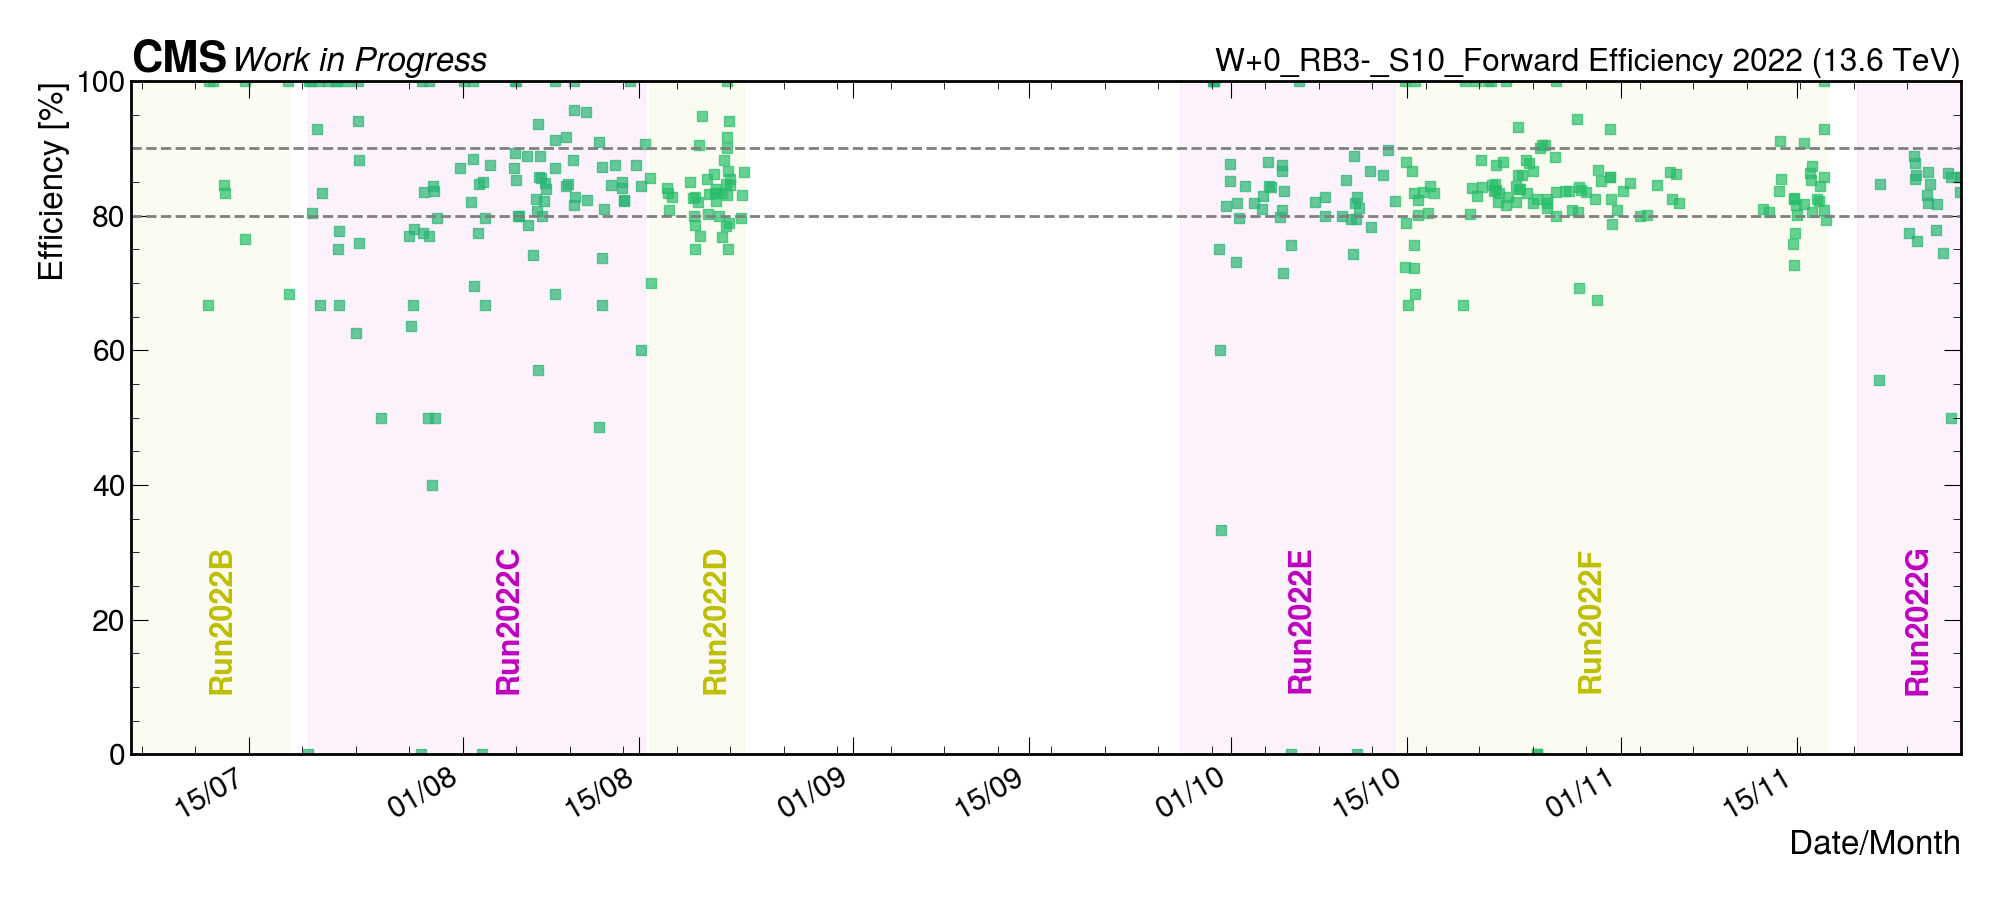 CMS Work in Progress
W+0_RB3-_S10_Forward Efficiency 2022 (13.6 TeV)
Efficiency [%]
100
80
60
40
20
0
Run2022B
Run2022C
Run2022D
Run2022E
Run2022F
Run2022G
15/07
01/08
15/08
01/09
15/09
01/10
15/10
01/11
15/11
Date/Month